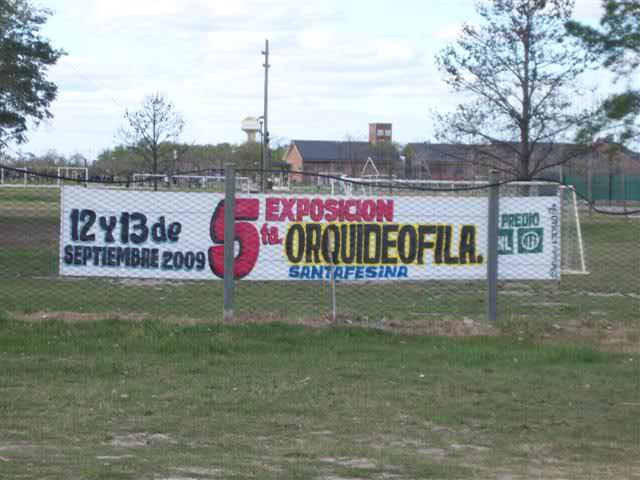 12 Y 13 de
SEPTIEMBRE 2009
5ta. EXPOSICION
ORQUIDEOFILA.
SANTAFESINA
PREDIO